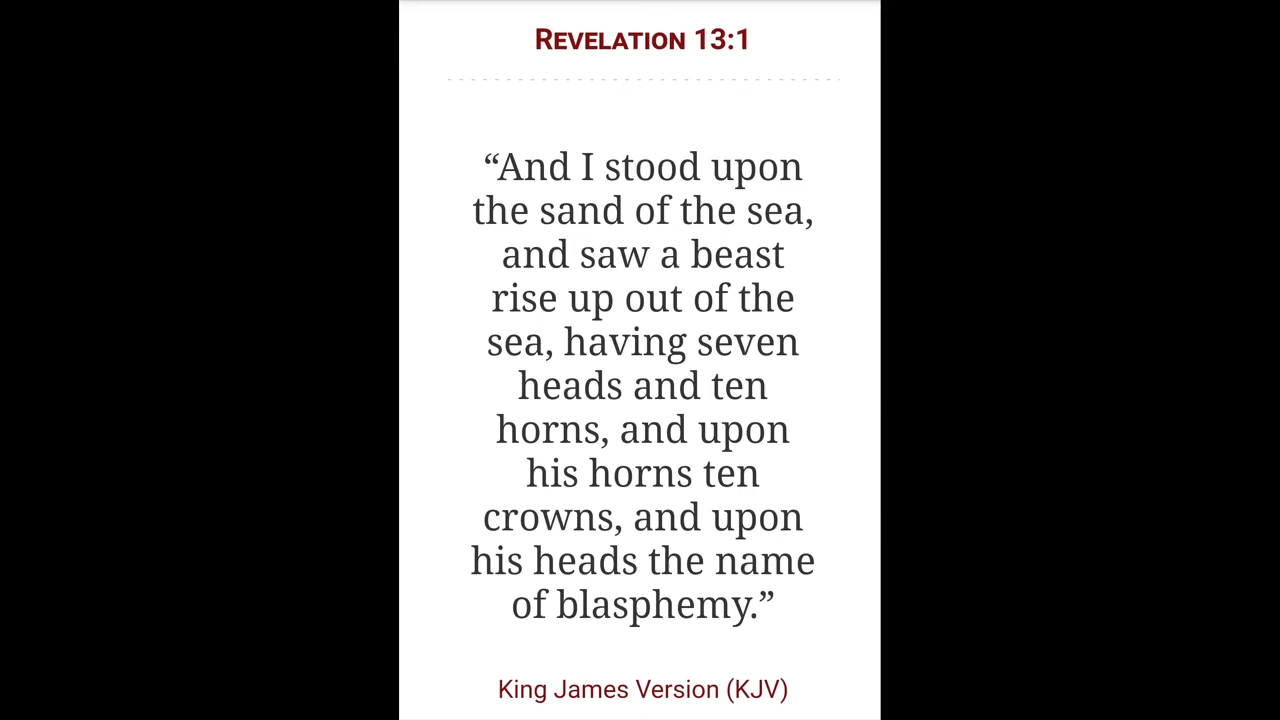 Revelation 13:1
“And I stood upon
the sand of the sea,
and saw a beast
rise up out of the
sea, having seven
heads and ten
horns, and upon
his horns ten
crowns, and upon
his heads the name
of blasphemy.”
King James Version (KJV)